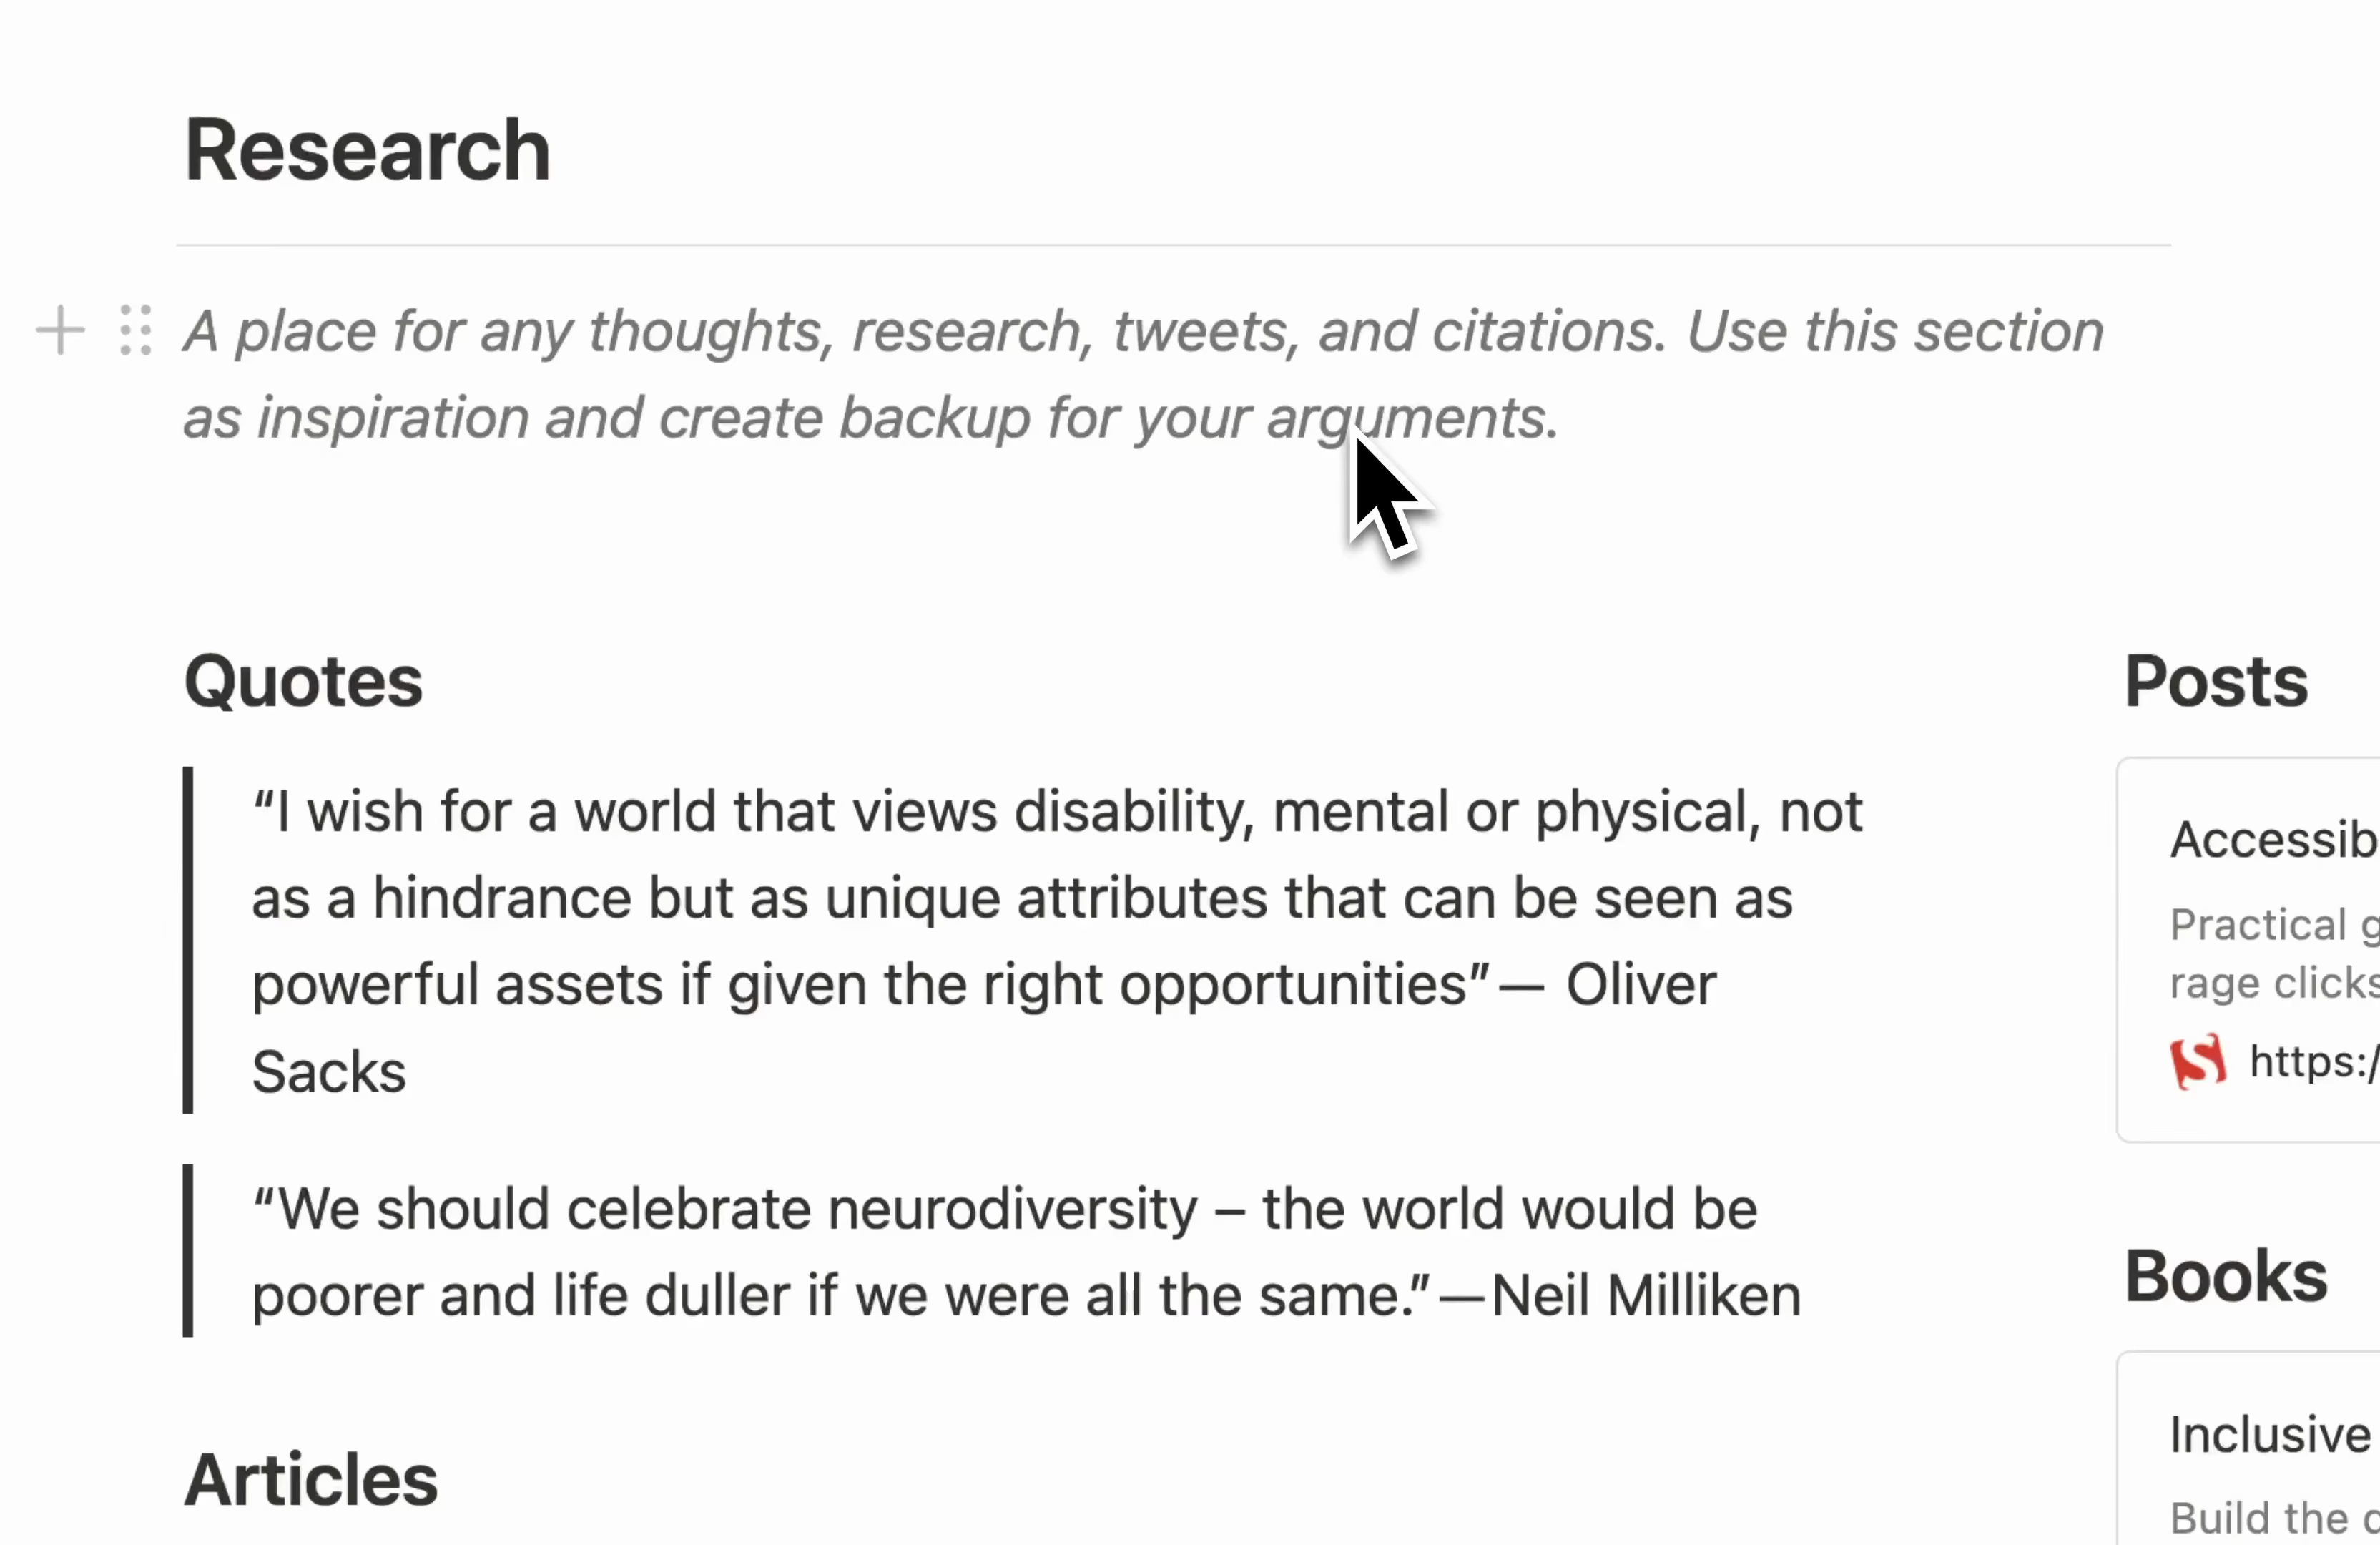 Research
A place for any thoughts, research, tweets, and citations. Use this section
as inspiration and create backup for your arguments.
Quotes
“I wish for a world that views disability, mental or physical, not
as a hindrance but as unique attributes that can be seen as
powerful assets if given the right opportunities”— Oliver
Sacks
“We should celebrate neurodiversity – the world would be
poorer and life duller if we were all the same.”—Neil Milliken
Articles
Posts
Accessib
Practical g
rage clicks
https:/
Books
Inclusive
Build the